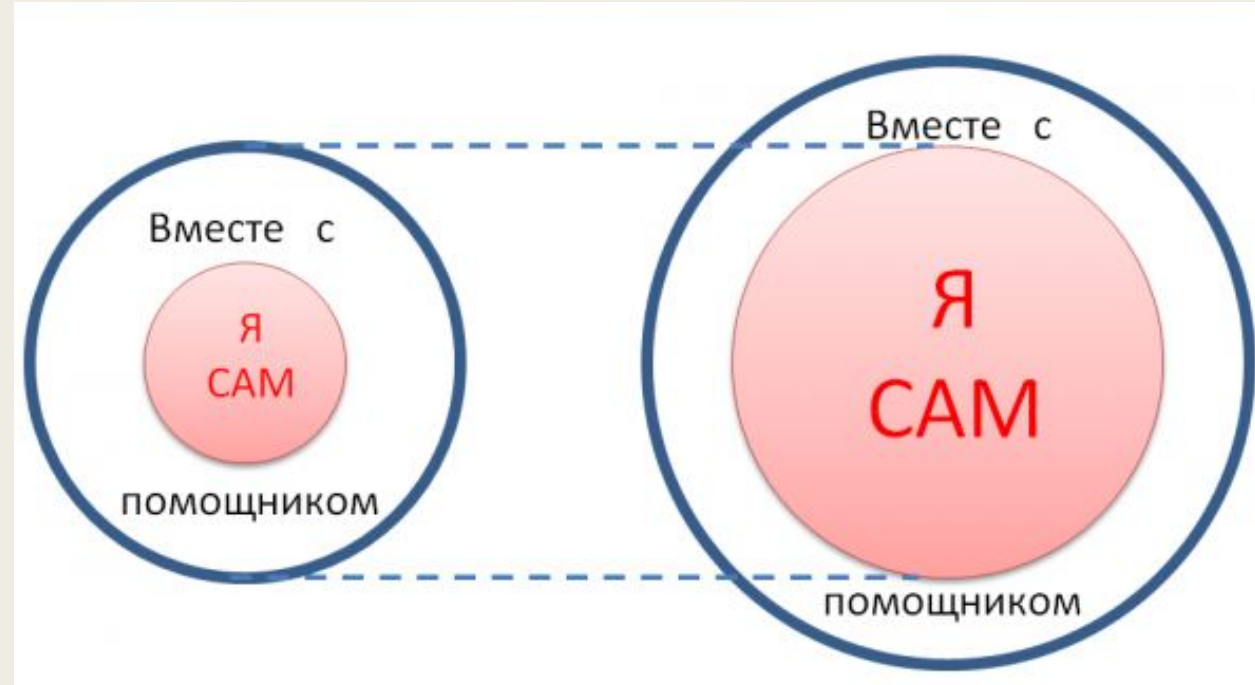 Вместе с
Я
САМ
помощником
Вместе с
Я
САМ
помощником